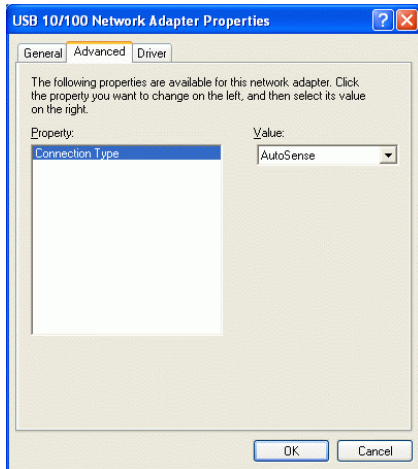 USB 10/100 Network Adapter Properties
General Advanced Driver
The following properties are available for this network adapter. Click
the property you want to change on the left, and then select its value
on the right.
Property: Value:
Connection Type AutoSense
OK Cancel